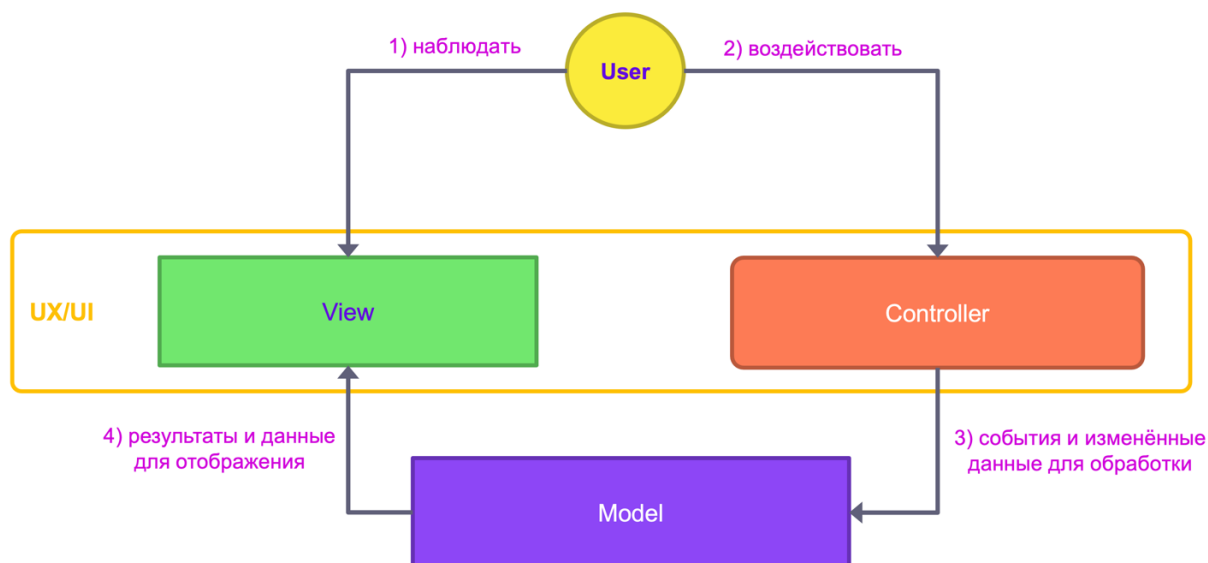 1) наблюдать
2) воздействовать
User
UX/UI
View
Controller
4) результаты и данные
для отображения
3) события и изменённые
данные для обработки
Model